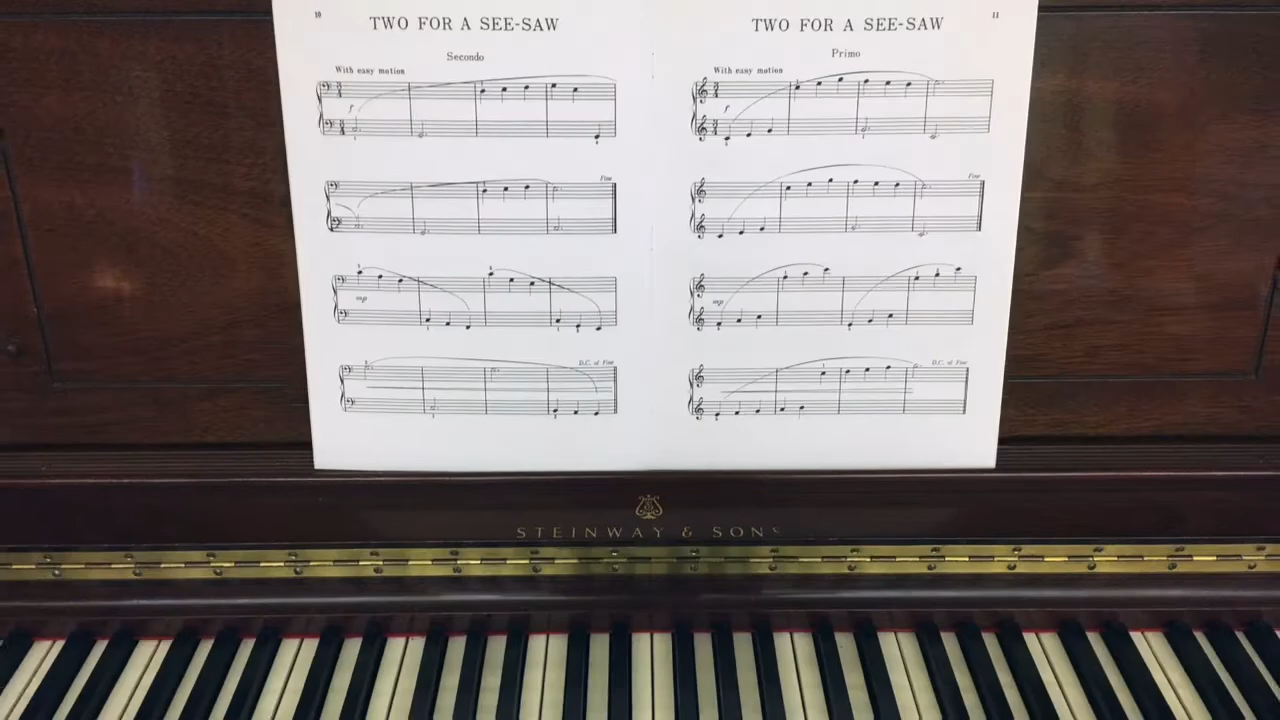 10
TWO FOR A SEE-SAW
Secondo
With easy motion
f
Fine
mp
D.C. al Fine
11
TWO FOR A SEE-SAW
Primo
With easy motion
f
Fine
mp
D.C. al Fine
STEINWAY & SONS